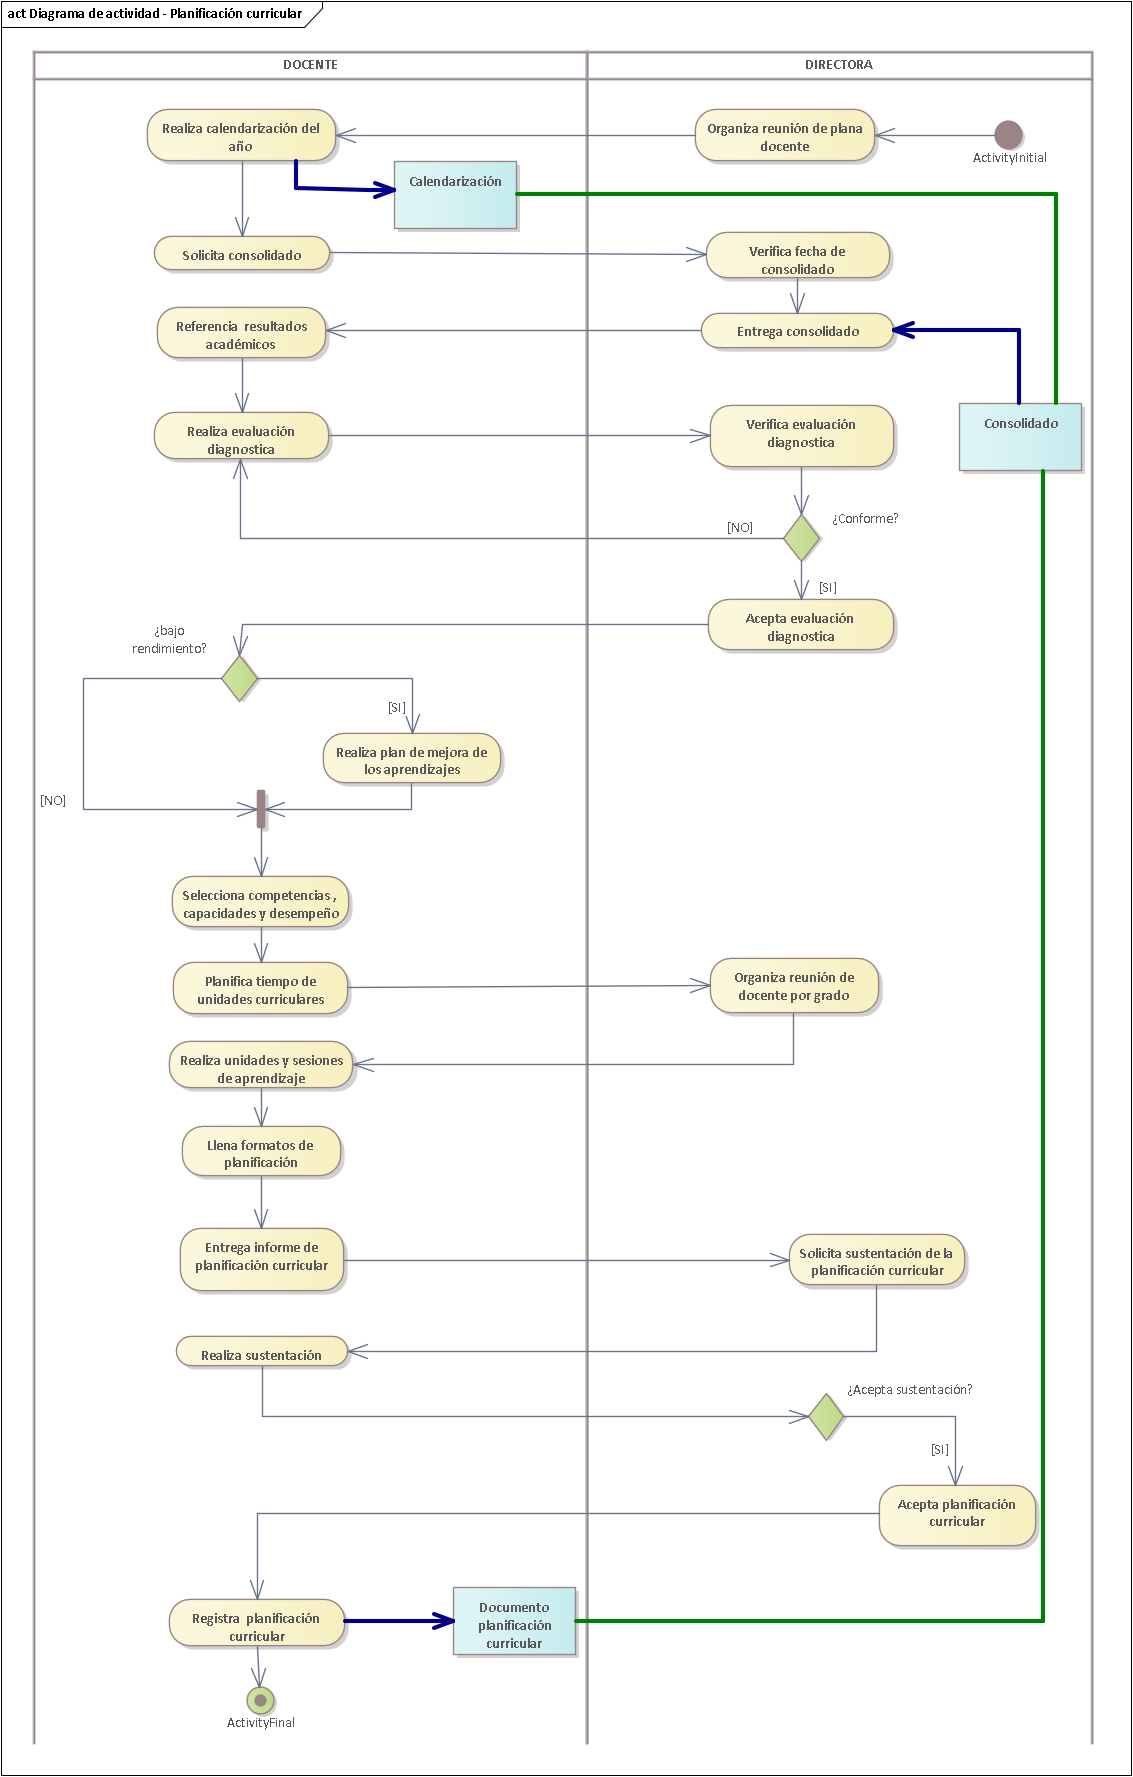 act Diagrama de actividad - Planificación curricular
DOCENTE
DIRECTORA
Realiza calendarización del
año
Organiza reunión de plana
docente
ActivityInitial
Calendarización
Solicita consolidado
Verifica fecha de
consolidado
Referencia resultados
académicos
Entrega consolidado
Realiza evaluación
diagnostica
Verifica evaluación
diagnostica
Consolidado
¿Conforme?
[NO]
[SI]
Acepta evaluación
diagnostica
¿bajo
rendimiento?
[SI]
Realiza plan de mejora de
los aprendizajes
[NO]
Selecciona competencias ,
capacidades y desempeño
Planifica tiempo de
unidades curriculares
Organiza reunión de
docente por grado
Realiza unidades y sesiones
de aprendizaje
Llena formatos de
planificación
Entrega informe de
planificación curricular
Solicita sustentación de la
planificación curricular
Realiza sustentación
¿Acepta sustentación?
[SI]
Acepta planificación
curricular
Registra planificación
curricular
Documento
planificación
curricular
ActivityFinal